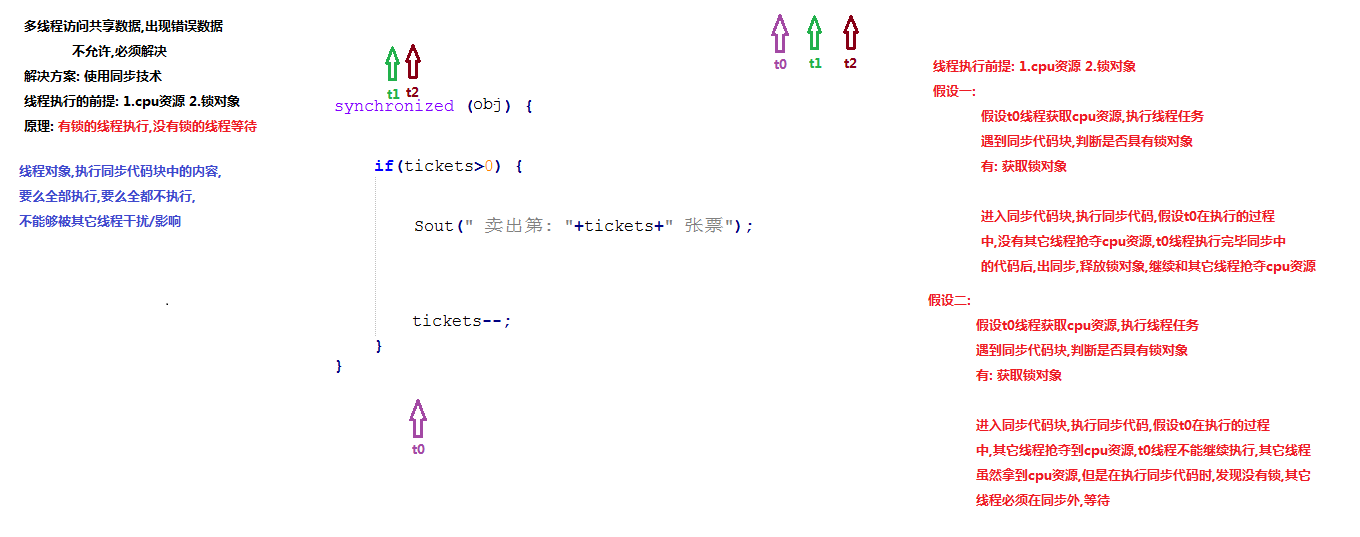 多线程访问共享数据,出现错误数据
不允许,必须解决
解决方案: 使用同步技术
线程执行的前提: 1.cpu资源 2.锁对象
原理: 有锁的线程执行,没有锁的线程等待
线程对象,执行同步代码块中的内容,
要么全部执行,要么全都不执行,
不能够被其它线程干扰/影响
t1 t2
synchronized (obj) {
if(tickets>0) {
Sout(" 卖出第: "+tickets+" 张票");
tickets--;
}
}
t0
t0 t1 t2
线程执行前提: 1.cpu资源 2.锁对象
假设一:
假设t0线程获取cpu资源,执行线程任务
遇到同步代码块,判断是否具有锁对象
有: 获取锁对象
进入同步代码块,执行同步代码,假设t0在执行的过程
中,没有其它线程抢夺cpu资源,t0线程执行完毕同步中
的代码后,出同步,释放锁对象,继续和其它线程抢夺cpu资源
假设二:
假设t0线程获取cpu资源,执行线程任务
遇到同步代码块,判断是否具有锁对象
有: 获取锁对象
进入同步代码块,执行同步代码,假设t0在执行的过程
中,其它线程抢夺到cpu资源,t0线程不能继续执行,其它线程
虽然拿到cpu资源,但是在执行同步代码时,发现没有锁,其它
线程必须在同步外,等待